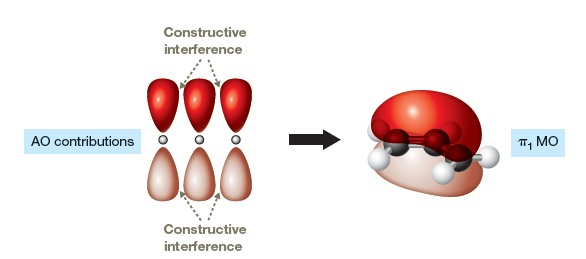 Constructive
interference
AO contributions
π₁ MO
Constructive
interference